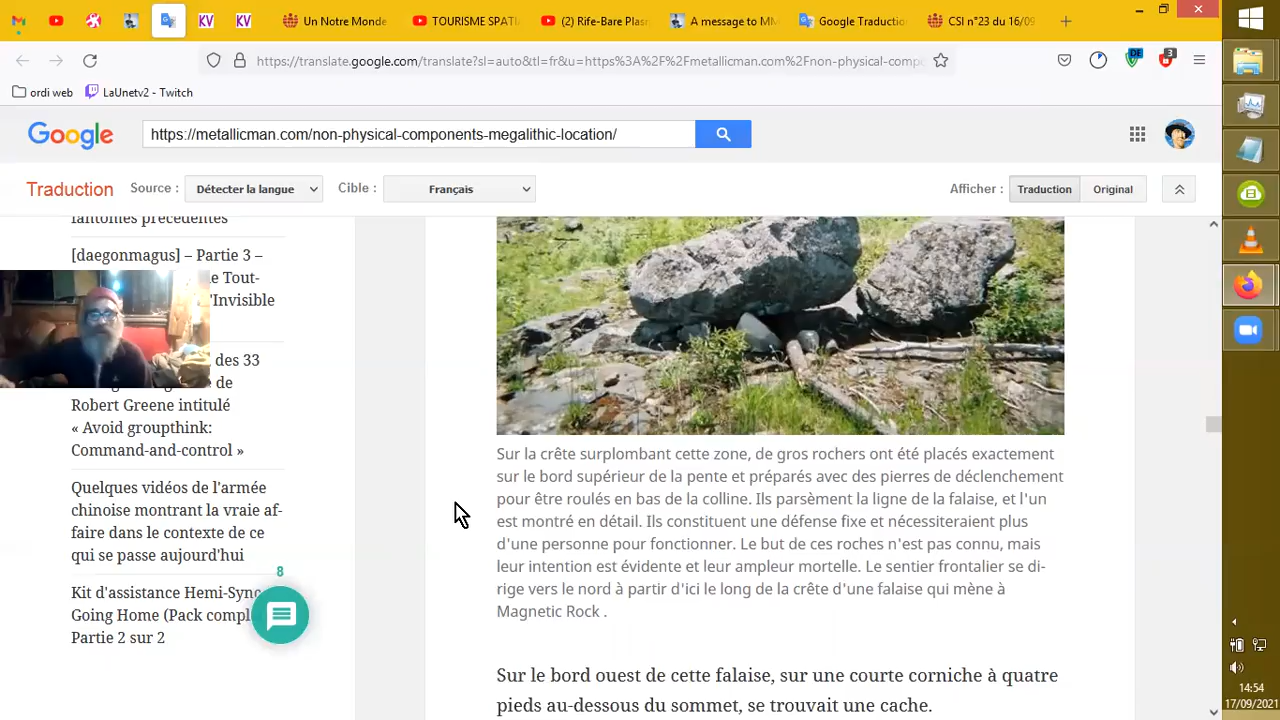 Un Notre Monde
TOURISME SPATI
(2) Rife-Bare Plasm
A message to MM
Google Traduction
CSI n°23 du 16/09
https://translate.google.com/translate?sl=auto&tl=
&u=https%3A%2F%2Fmetallicman.com%2Fnon-physical-compo
DE
3
ordi web
LaUnetv2 - Twitch
Google
https://metallicman.com/non-physical-components-megalithic-location/
Traduction
Source :
Détecter la langue
Cible :
Français
Afficher :
Traduction
Original
fantômes précédentes
[daegonmagus] – Partie 3 –
e Tout-
'Invisible
des 33
de
Robert Greene intitulé
« Avoid groupthink:
Command-and-control »
Quelques vidéos de l'armée
chinoise montrant la vraie af-
faire dans le contexte de ce
qui se passe aujourd'hui
8
Kit d'assistance Hemi-Sync
Going Home (Pack compl
Partie 2 sur 2
Sur la crête surplombant cette zone, de gros rochers ont été placés exactement
sur le bord supérieur de la pente et préparés avec des pierres de déclenchement
pour être roulés en bas de la colline. Ils parsèment la ligne de la falaise, et l'un
est montré en détail. Ils constituent une défense fixe et nécessiteraient plus
d'une personne pour fonctionner. Le but de ces roches n'est pas connu, mais
leur intention est évidente et leur ampleur mortelle. Le sentier frontalier se di-
rige vers le nord à partir d'ici le long de la crête d'une falaise qui mène à
Magnetic Rock .
Sur le bord ouest de cette falaise, sur une courte corniche à quatre
pieds au-dessous du sommet, se trouvait une cache.
14:54
17/09/2021